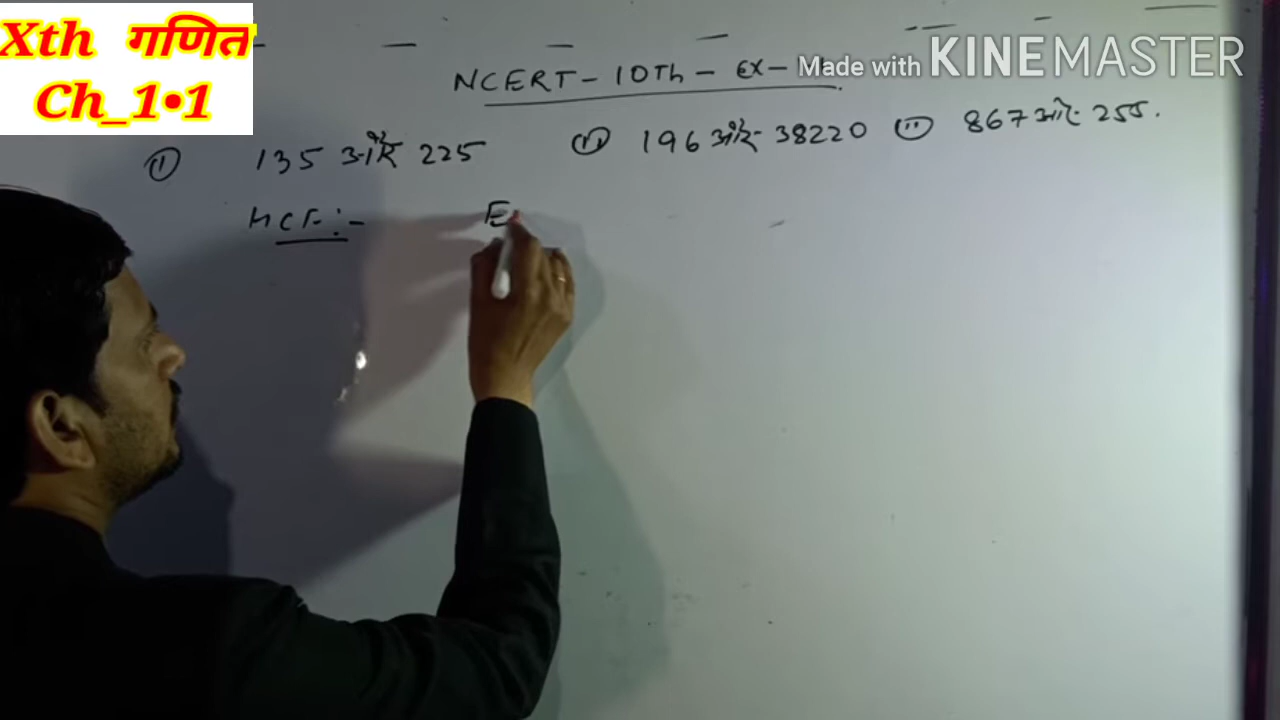 Xth गणित
Ch_1•1
Made with KINEMASTER
NCERT - 10Th - Ex -
(i) 135 और 225 (ii) 196 और 38220 (iii) 867 और 255.
HCF :- E